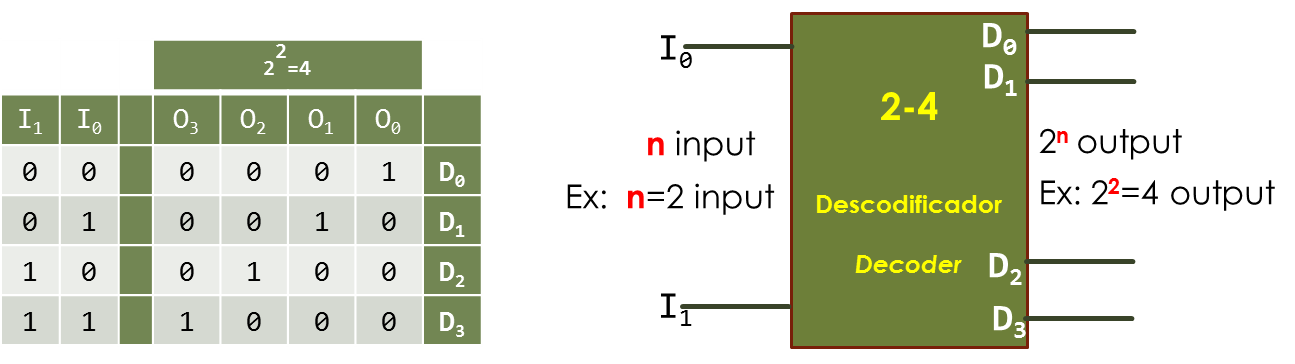 2²=4
I₁ I₀ O₃ O₂ O₁ O₀
0 0 0 0 0 1 D₀
0 1 0 0 1 0 D₁
1 0 0 1 0 0 D₂
1 1 1 0 0 0 D₃
I₀
n input
Ex: n=2 input
I₁
D₀
D₁
2-4
Descodificador
Decoder
D₂
D₃
2ⁿ output
Ex: 2²=4 output